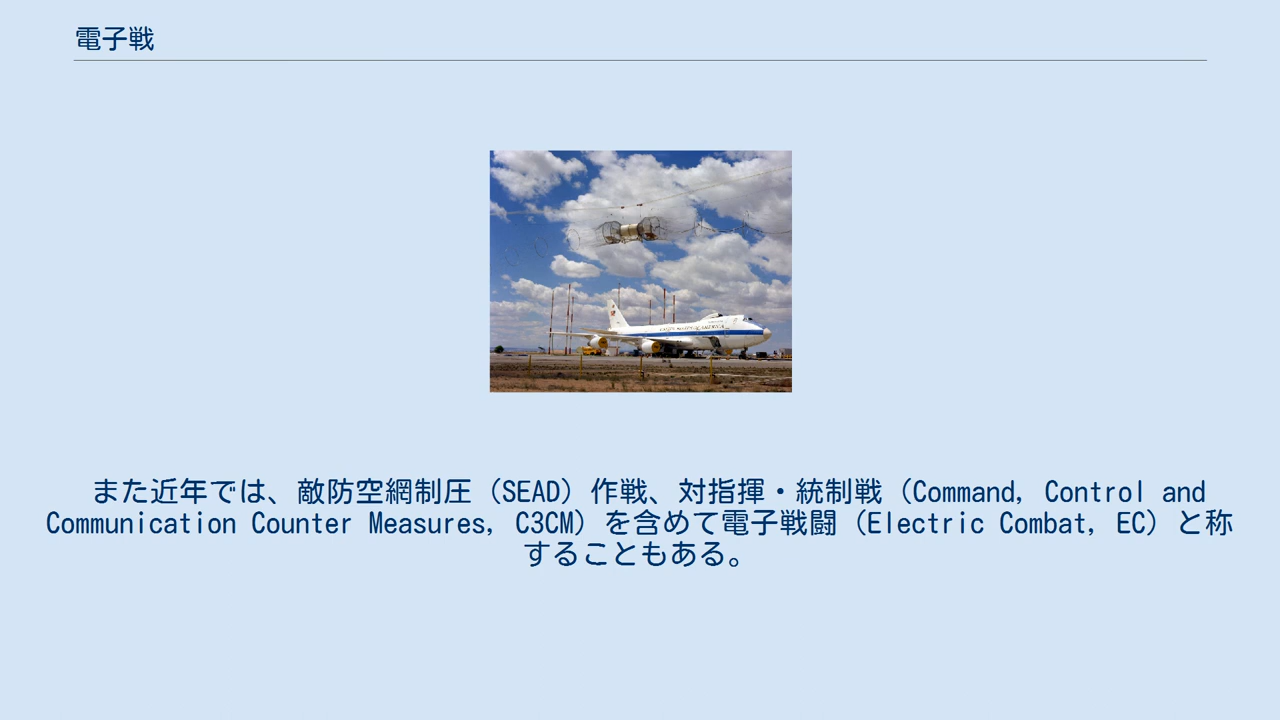 電子戦
また近年では、敵防空網制圧（SEAD）作戦、対指揮・統制戦（Command, Control and
Communication Counter Measures, C3CM）を含めて電子戦闘（Electric Combat, EC）と称
することもある。